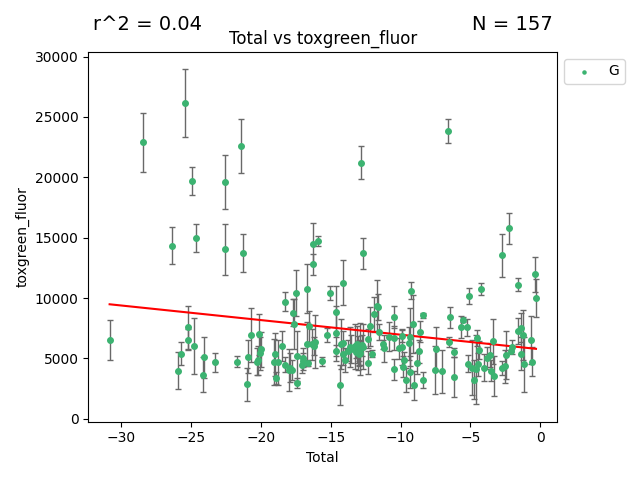 r^2 = 0.04
N = 157
Total vs toxgreen_fluor
G
30000
25000
20000
15000
10000
5000
0
toxgreen_fluor
−30
−25
−20
−15
−10
−5
0
Total